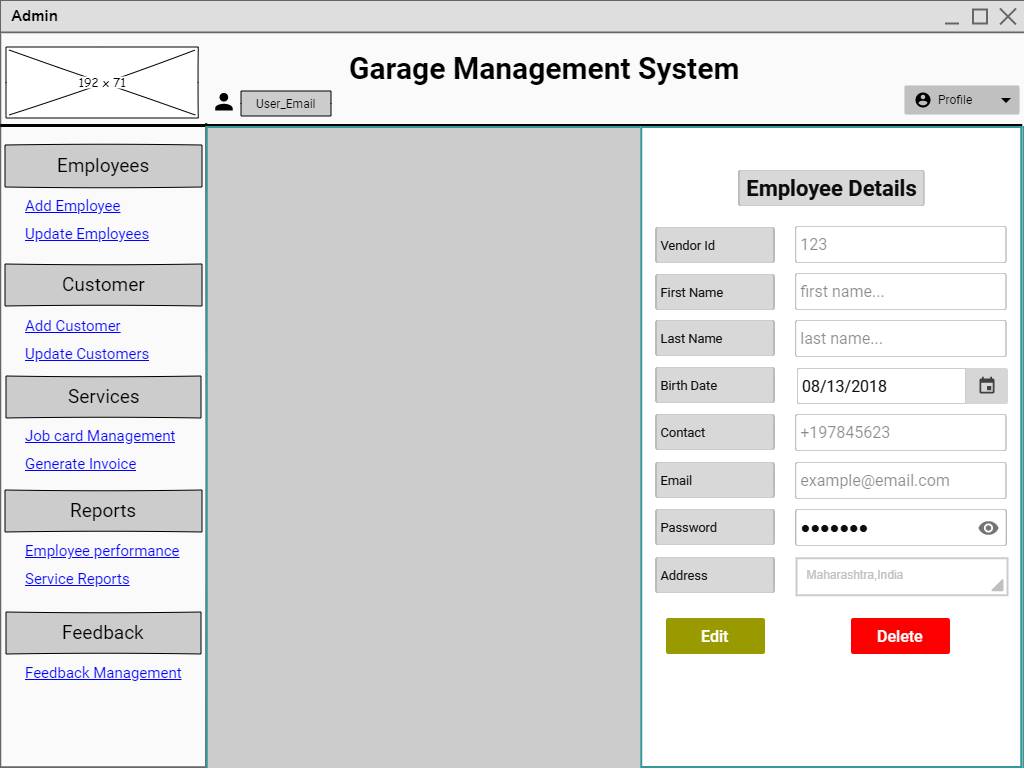 Admin
192 x 71
Garage Management System
User_Email
Profile
Employees
Add Employee
Update Employees
Customer
Add Customer
Update Customers
Services
Job card Management
Generate Invoice
Reports
Employee performance
Service Reports
Feedback
Feedback Management
Employee Details
Vendor Id 123
First Name first name...
Last Name last name...
Birth Date 08/13/2018
Contact +197845623
Email example@email.com
Password •••••••
Address Maharashtra,India
Edit Delete